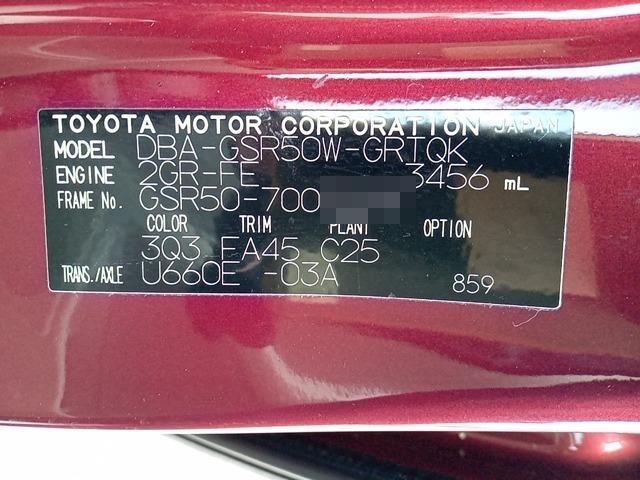 TOYOTA MOTOR CORPORATION JAPAN
MODEL DBA-GSR50W-GRTQK
ENGINE 2GR-FE 3456 mL
FRAME No. GSR50-700
COLOR TRIM PLANT OPTION
3Q3 EA45 C25
TRANS./AXLE U660E -03A 859